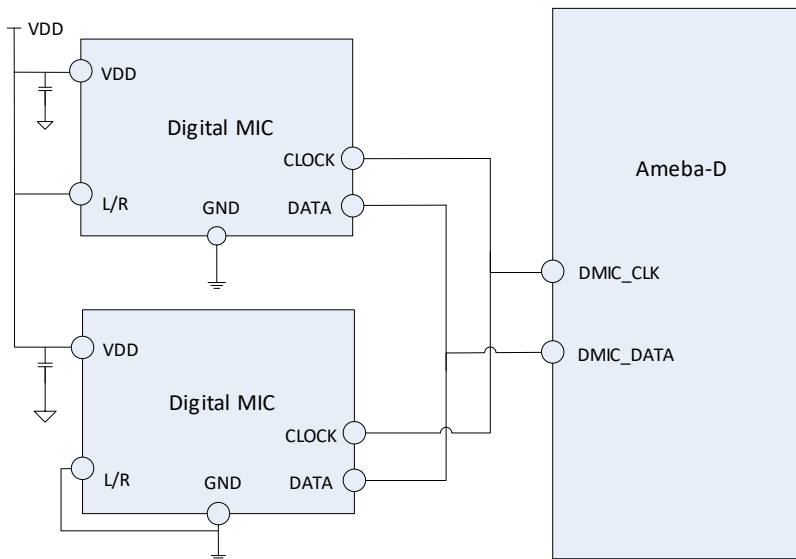 VDD
VDD
Digital MIC
CLOCK
L/R
GND
DATA
VDD
Digital MIC
CLOCK
L/R
GND
DATA
Ameba-D
DMIC_CLK
DMIC_DATA